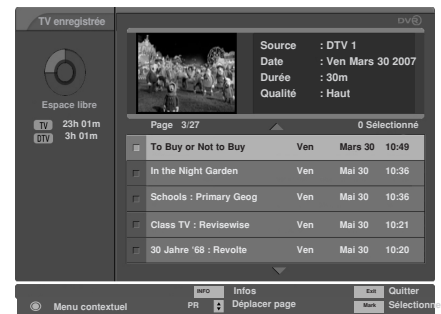 TV enregistrée
DVR
Source : DTV 1
Date : Ven Mars 30 2007
Durée : 30m
Qualité : Haut
Espace libre
TV 23h 01m
DTV 3h 01m
Page 3/27
0 Sélectionné
To Buy or Not to Buy Ven Mars 30 10:49
In the Night Garden Ven Mai 30 10:36
Schools : Primary Geog Ven Mai 30 10:36
Class TV : Revisewise Ven Mai 30 10:21
30 Jahre ‘68 : Revolte Ven Mai 30 10:20
INFO Infos
Exit Quitter
Menu contextuel
PR Déplacer page
Mark Sélectionne